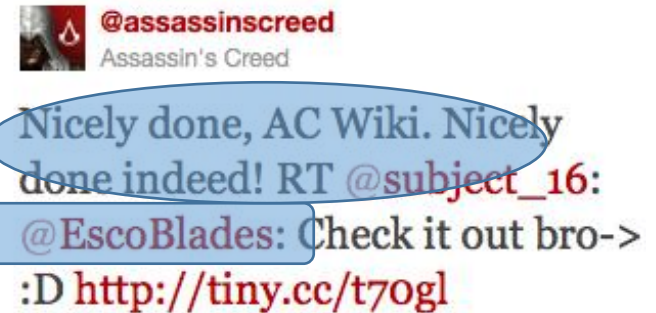 @assassinscreed
Assassin's Creed
Nicely done, AC Wiki. Nicely
done indeed! RT @subject_16:
@EscoBlades: Check it out bro->
:D http://tiny.cc/t70gl